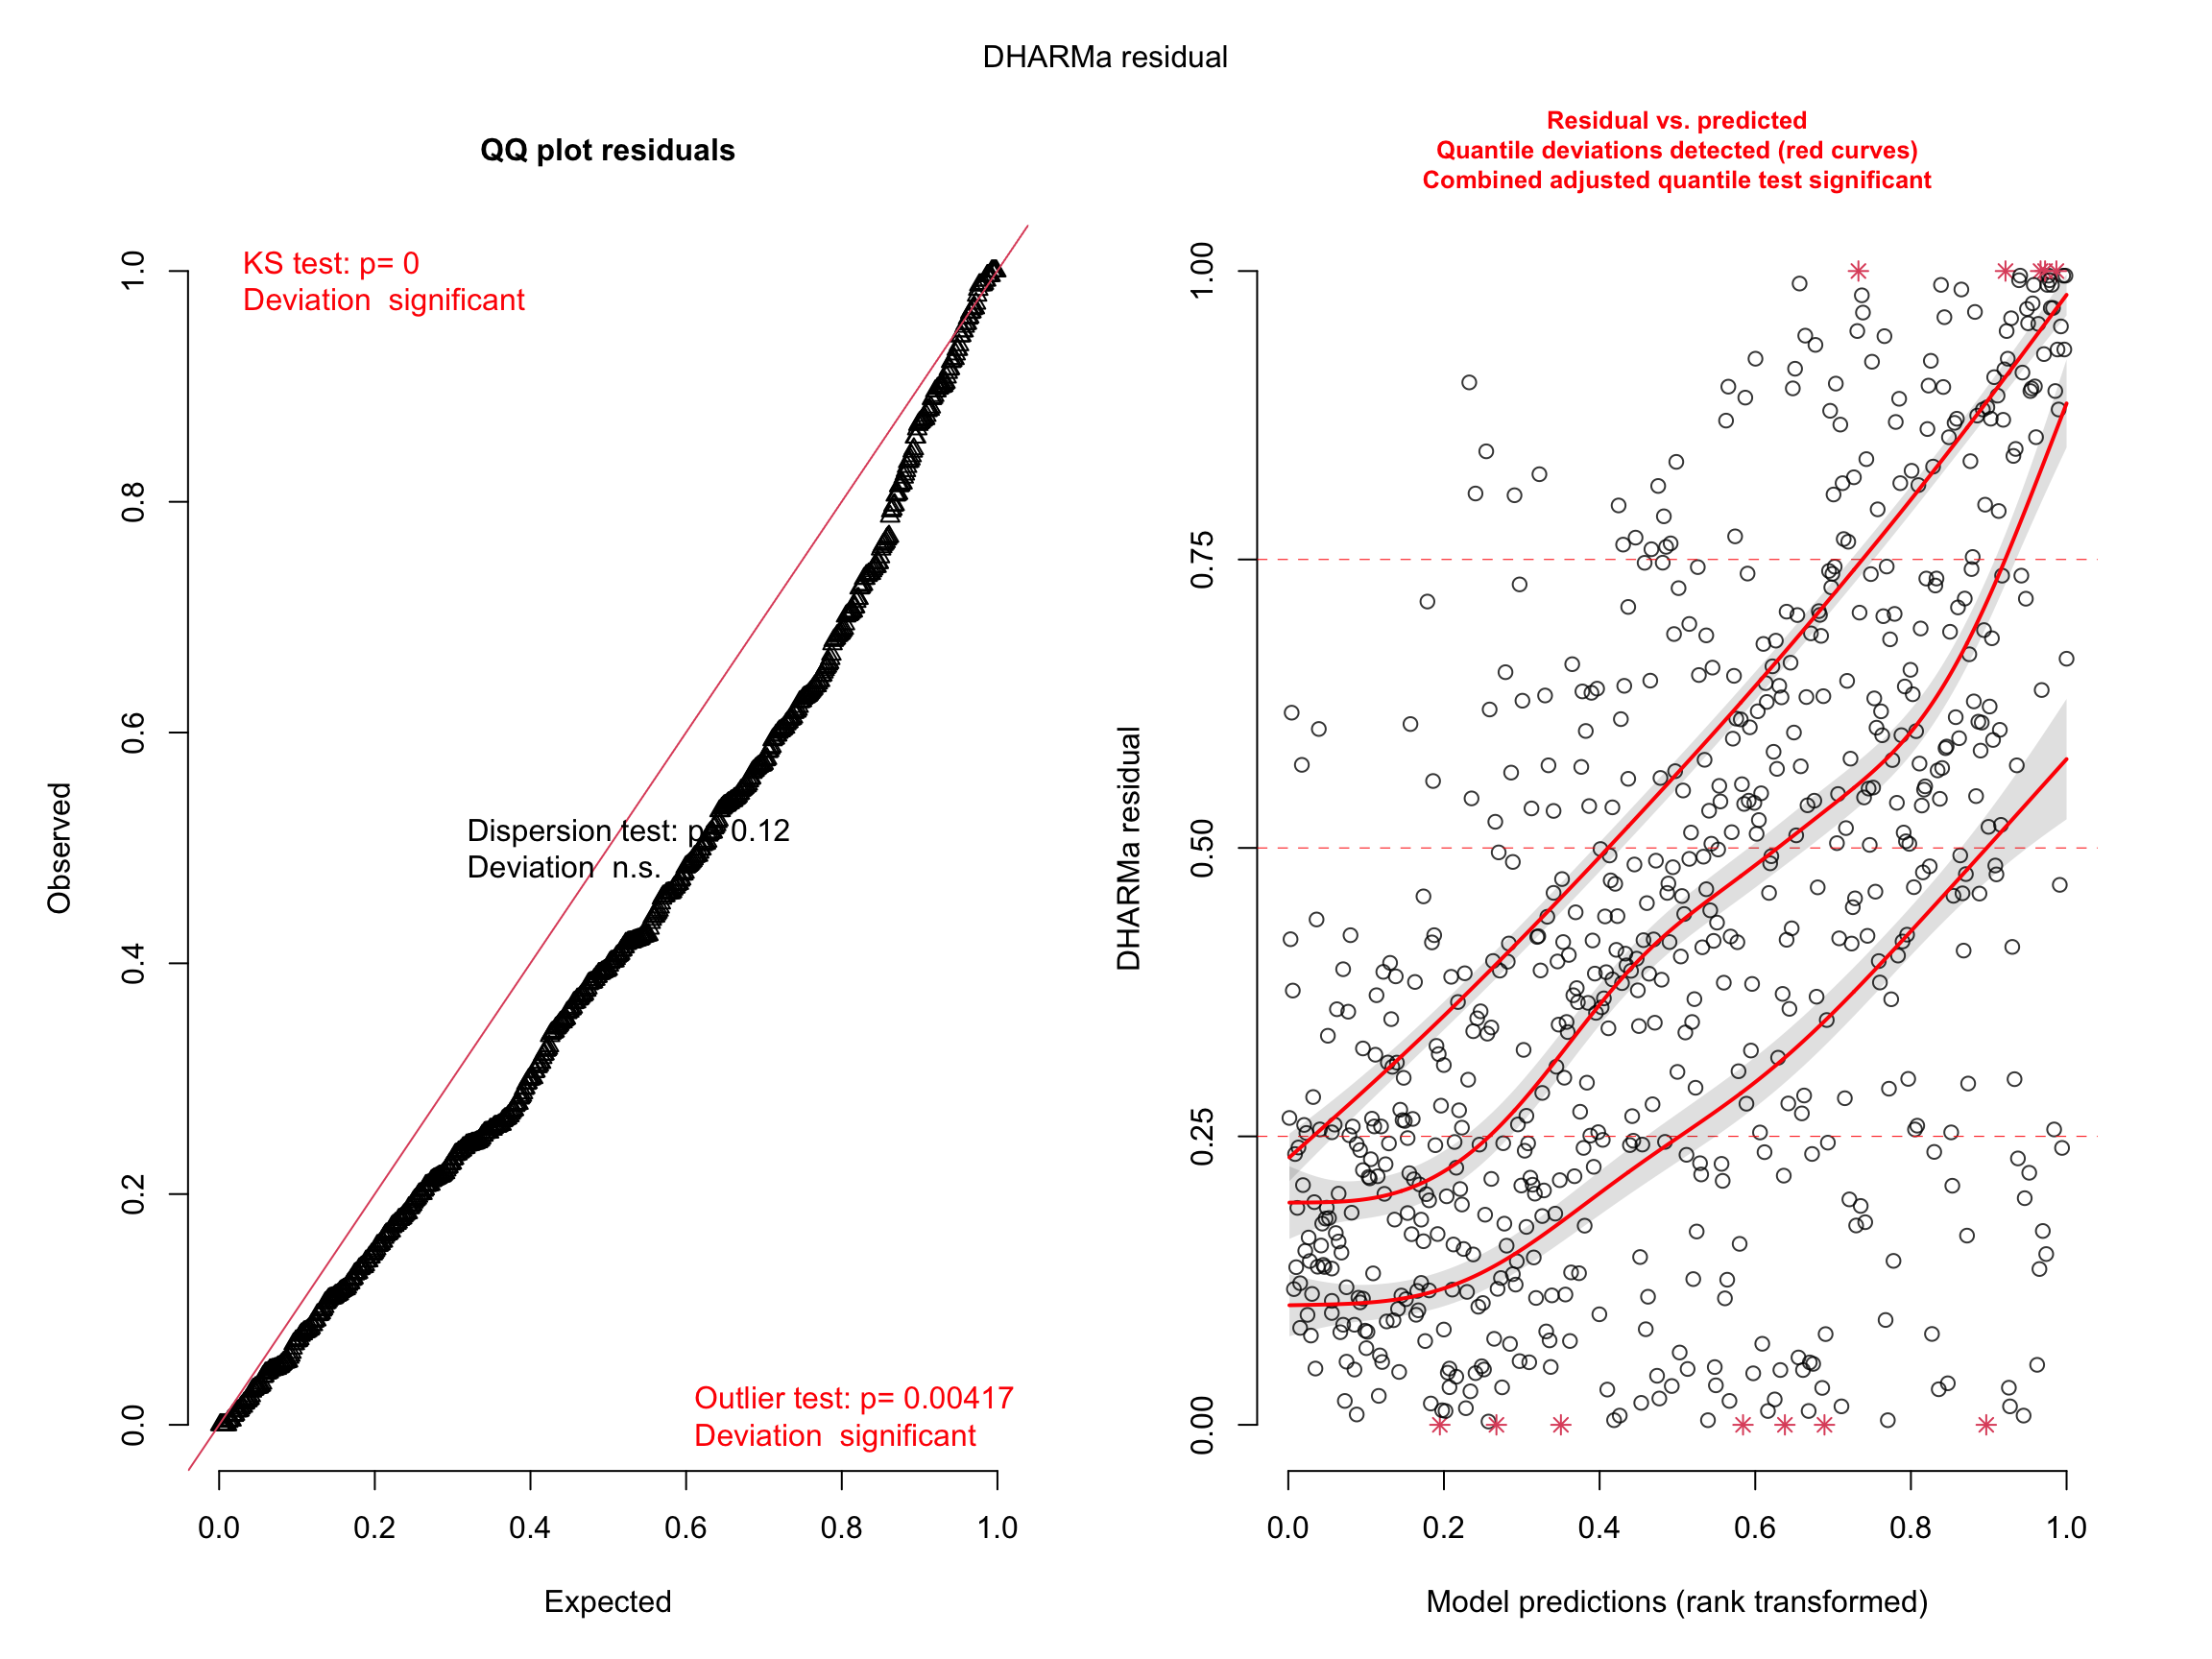 DHARMa residual
QQ plot residuals
KS test: p= 0
Deviation  significant
Dispersion test: p= 0.12
Deviation  n.s.
Outlier test: p= 0.00417
Deviation  significant
Observed
0.0
0.2
0.4
0.6
0.8
1.0
0.0 0.2 0.4 0.6 0.8 1.0
Expected
Residual vs. predicted
Quantile deviations detected (red curves)
Combined adjusted quantile test significant
DHARMa residual
0.00
0.25
0.50
0.75
1.00
0.0 0.2 0.4 0.6 0.8 1.0
Model predictions (rank transformed)